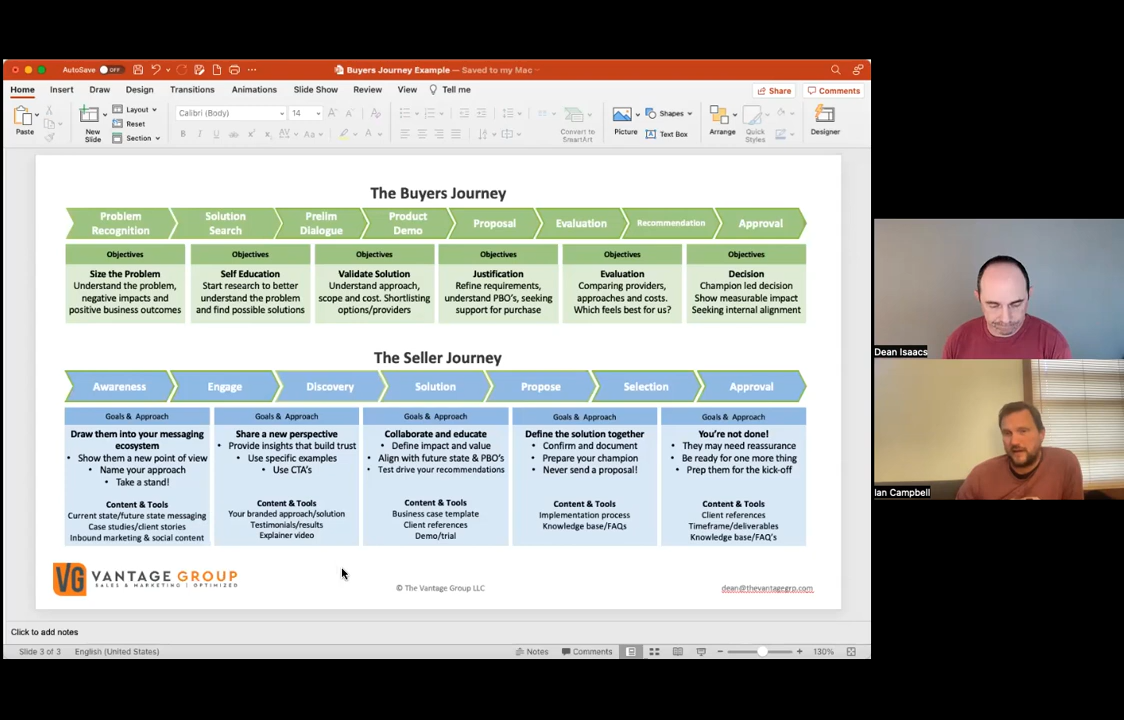 AutoSave OFF
Buyers Journey Example — Saved to my Mac
Home Insert Draw Design Transitions Animations Slide Show Review View Tell me
Share Comments
Paste
New Slide
Layout
Reset
Section
Calibri (Body) 14
Convert to SmartArt
Picture
Shapes
Text Box
Arrange
Quick Styles
Designer
The Buyers Journey
Problem Recognition
Solution Search
Prelim Dialogue
Product Demo
Proposal
Evaluation
Recommendation
Approval
Objectives
Size the Problem
Understand the problem,
negative impacts and
positive business outcomes
Objectives
Self Education
Start research to better
understand the problem
and find possible solutions
Objectives
Validate Solution
Understand approach,
scope and cost. Shortlisting
options/providers
Objectives
Justification
Refine requirements,
understand PBO's, seeking
support for purchase
Objectives
Evaluation
Comparing providers,
approaches and costs.
Which feels best for us?
Objectives
Decision
Champion led decision
Show measurable impact
Seeking internal alignment
The Seller Journey
Awareness
Engage
Discovery
Solution
Propose
Selection
Approval
Goals & Approach
Draw them into your messaging
ecosystem
• Show them a new point of view
• Name your approach
• Take a stand!
Content & Tools
Current state/future state messaging
Case studies/client stories
Inbound marketing & social content
Goals & Approach
Share a new perspective
• Provide insights that build trust
• Use specific examples
• Use CTA's
Content & Tools
Your branded approach/solution
Testimonials/results
Explainer video
Goals & Approach
Collaborate and educate
• Define impact and value
• Align with future state & PBO's
• Test drive your recommendations
Content & Tools
Business case template
Client references
Demo/trial
Goals & Approach
Define the solution together
• Confirm and document
• Prepare your champion
• Never send a proposal!
Content & Tools
Implementation process
Knowledge base/FAQs
Goals & Approach
You're not done!
• They may need reassurance
• Be ready for one more thing
• Prep them for the kick-off
Content & Tools
Client references
Timeframe/deliverables
Knowledge base/FAQ's
VG VANTAGE GROUP
SALES & MARKETING | OPTIMIZED
© The Vantage Group LLC
dean@thevantagegrp.com
Click to add notes
Slide 3 of 3 English (United States) Notes Comments 130%
Dean Isaacs
Ian Campbell